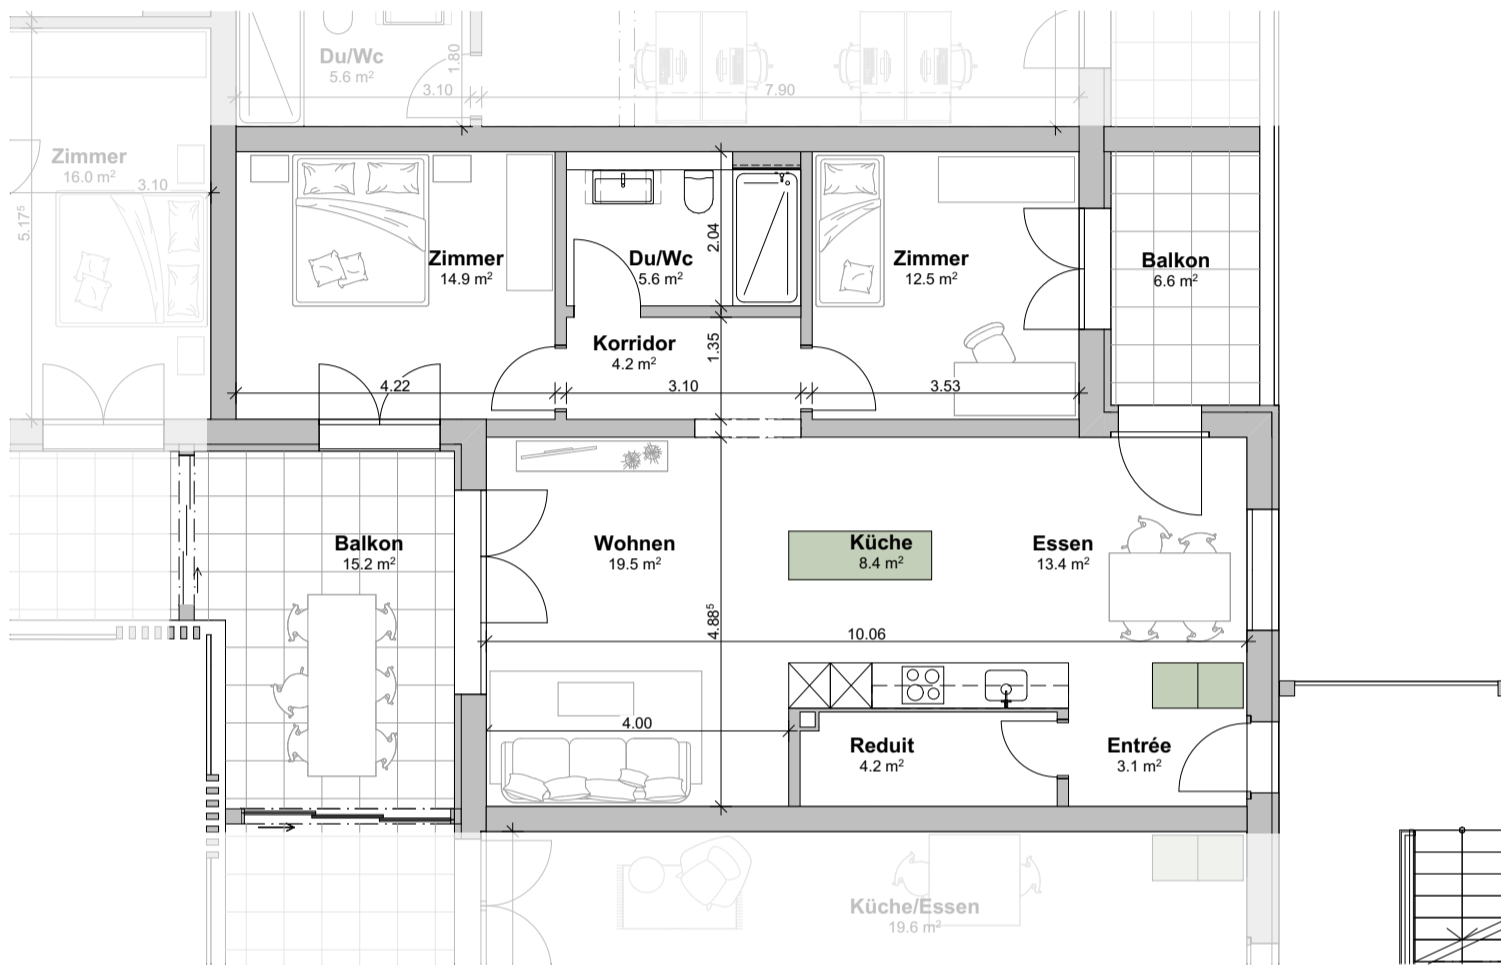 Du/Wc
5.6 m²
1.80
3.10
7.90
Zimmer
16.0 m²
3.10
5.17⁵
Zimmer
14.9 m²
Du/Wc
5.6 m²
2.04
Zimmer
12.5 m²
Balkon
6.6 m²
Korridor
4.2 m²
1.35
4.22
3.10
3.53
Balkon
15.2 m²
Wohnen
19.5 m²
Küche
8.4 m²
Essen
13.4 m²
4.88⁵
10.06
4.00
Reduit
4.2 m²
Entrée
3.1 m²
Küche/Essen
19.6 m²